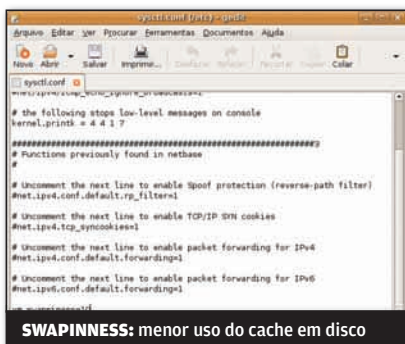 sysctl.conf (/etc) - gedit
Arquivo Editar Ver Procurar Ferramentas Documentos Ajuda
Novo Abrir Salvar Imprimir... Desfazer Refazer Recortar Copiar Colar
sysctl.conf
#net/ipv4/icmp_echo_ignore_broadcasts=1
# the following stops low-level messages on console
kernel.printk = 4 4 1 7
##############################################################3
# Functions previously found in netbase
#
# Uncomment the next line to enable Spoof protection (reverse-path filter)
#net.ipv4.conf.default.rp_filter=1
# Uncomment the next line to enable TCP/IP SYN cookies
#net.ipv4.tcp_syncookies=1
# Uncomment the next line to enable packet forwarding for IPv4
#net.ipv4.conf.default.forwarding=1
# Uncomment the next line to enable packet forwarding for IPv6
#net.ipv6.conf.default.forwarding=1
SWAPINNESS: menor uso do cache em disco